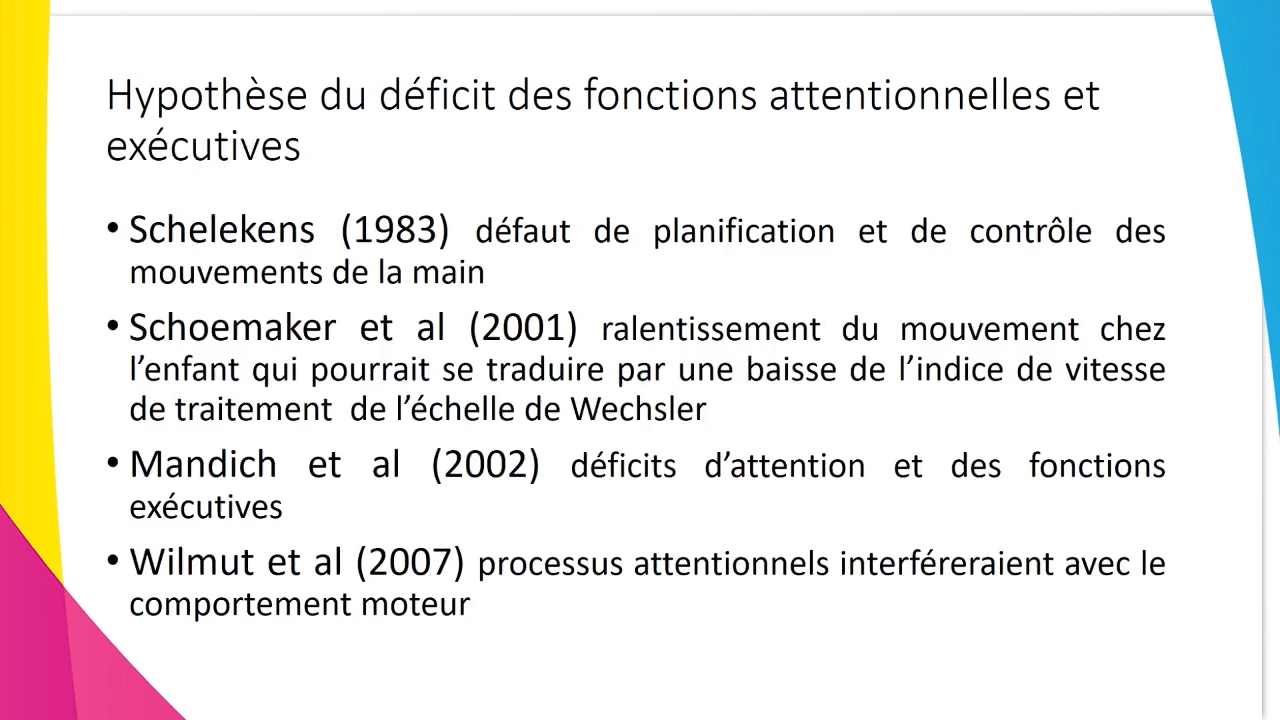 Hypothèse du déficit des fonctions attentionnelles et
exécutives
• Schelekens (1983) défaut de planification et de contrôle des
mouvements de la main
• Schoemaker et al (2001) ralentissement du mouvement chez
l’enfant qui pourrait se traduire par une baisse de l’indice de vitesse
de traitement de l’échelle de Wechsler
• Mandich et al (2002) déficits d’attention et des fonctions
exécutives
• Wilmut et al (2007) processus attentionnels interféreraient avec le
comportement moteur